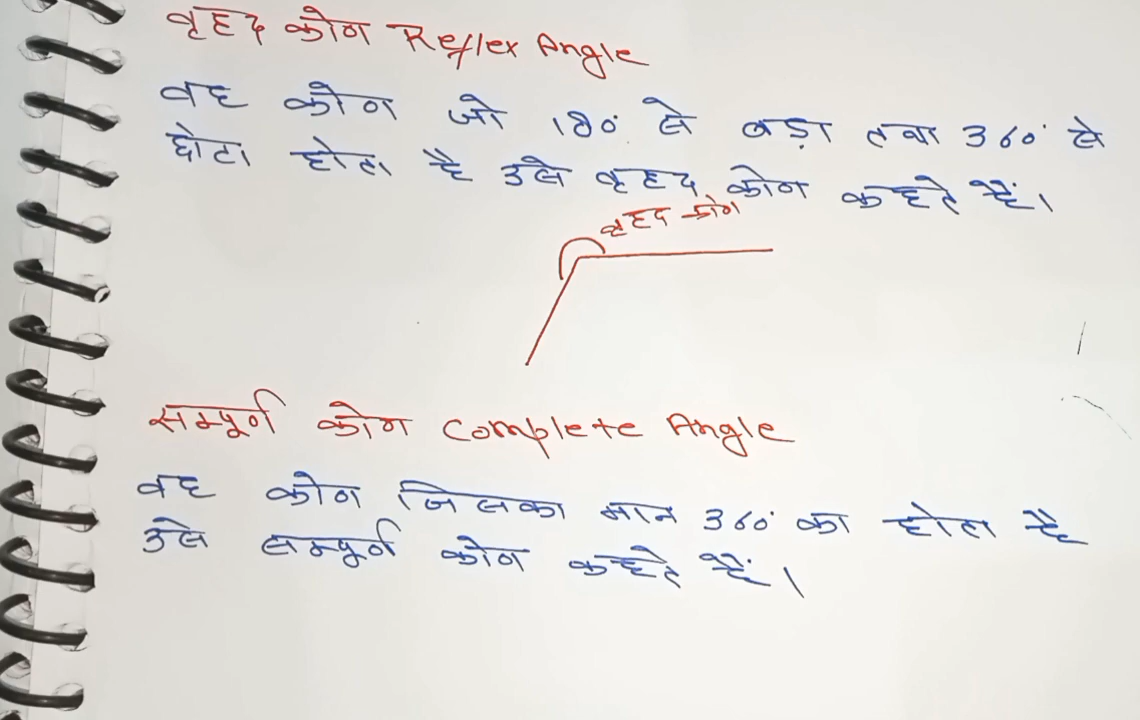 वृहद कोण Reflex Angle
वह कोण जो 180° से बड़ा तथा 360° से
छोटा होता है उसे वृहद कोण कहते हैं।
वृहद कोण
सम्पूर्ण कोण Complete Angle
वह कोण जिसका मान 360° का होता है
उसे सम्पूर्ण कोण कहते हैं।